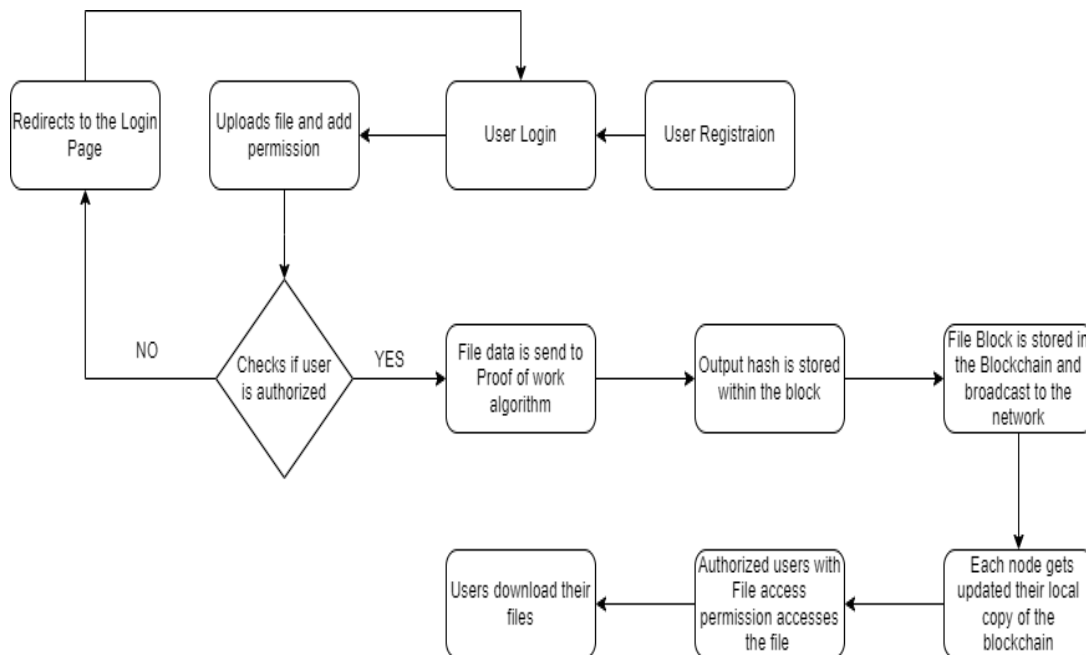 Redirects to the Login
Page
Uploads file and add
permission
User Login
User Registraion
NO
Checks if user
is authorized
YES
File data is send to
Proof of work
algorithm
Output hash is stored
within the block
File Block is stored in
the Blockchain and
broadcast to the
network
Users download their
files
Authorized users with
File access
permission accesses
the file
Each node gets
updated their local
copy of the
blockchain